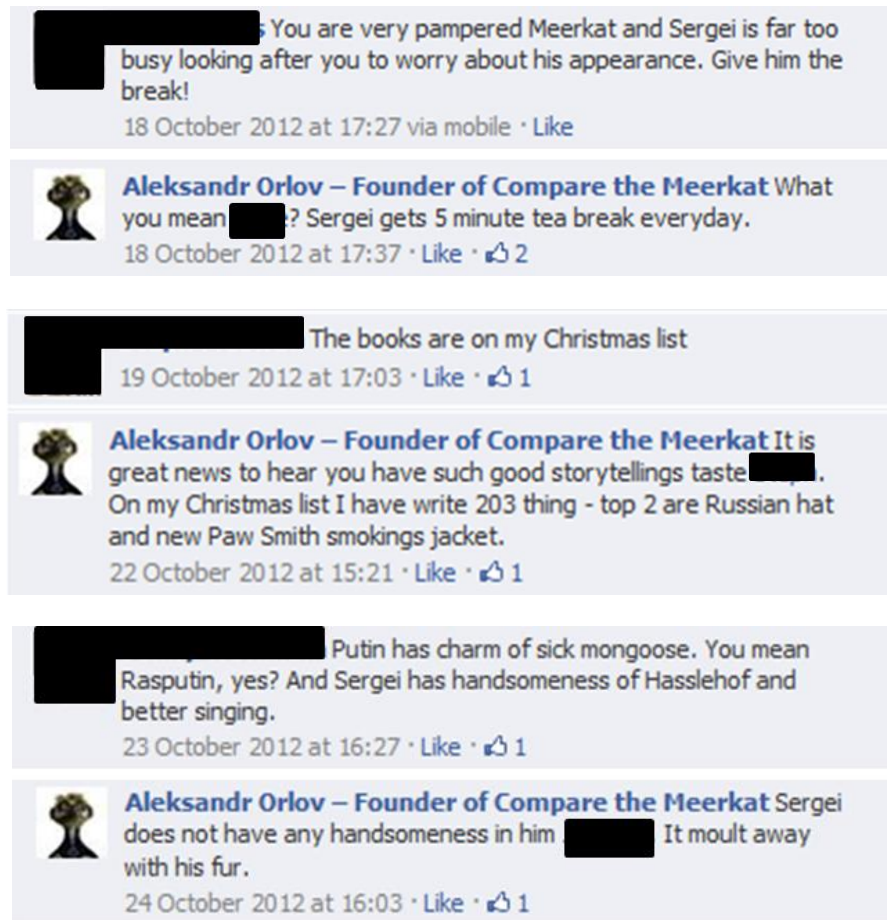 You are very pampered Meerkat and Sergei is far too
busy looking after you to worry about his appearance. Give him the
break!
18 October 2012 at 17:27 via mobile · Like
Aleksandr Orlov – Founder of Compare the Meerkat What
you mean ? Sergei gets 5 minute tea break everyday.
18 October 2012 at 17:37 · Like · 2
The books are on my Christmas list
19 October 2012 at 17:03 · Like · 1
Aleksandr Orlov – Founder of Compare the Meerkat It is
great news to hear you have such good storytellings taste .
On my Christmas list I have write 203 thing - top 2 are Russian hat
and new Paw Smith smokings jacket.
22 October 2012 at 15:21 · Like · 1
Putin has charm of sick mongoose. You mean
Rasputin, yes? And Sergei has handsomeness of Hasslehof and
better singing.
23 October 2012 at 16:27 · Like · 1
Aleksandr Orlov – Founder of Compare the Meerkat Sergei
does not have any handsomeness in him It moult away
with his fur.
24 October 2012 at 16:03 · Like · 1